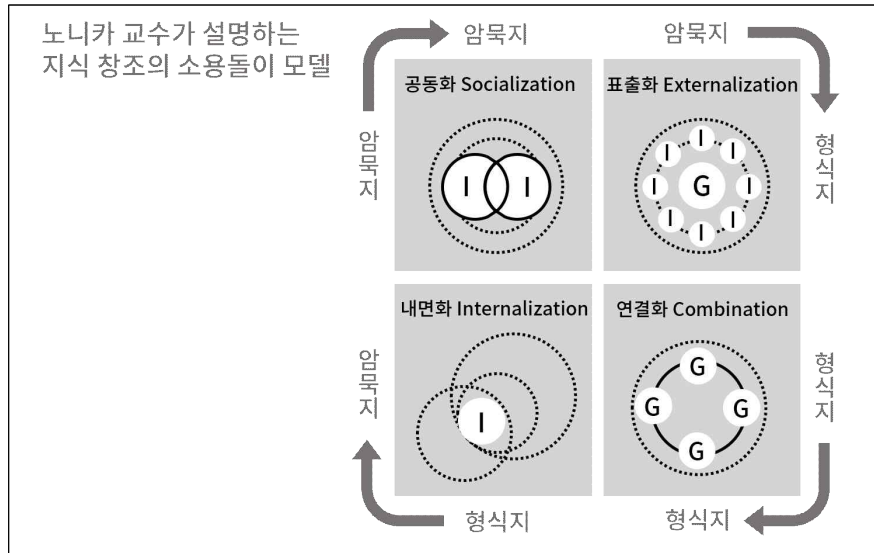 노니카 교수가 설명하는
지식 창조의 소용돌이 모델
암묵지
암묵지
암묵지
공동화 Socialization
I I
표출화 Externalization
I
I I
I G I
I I
I
형식지
암묵지
내면화 Internalization
I
연결화 Combination
G
G G
G
형식지
형식지
형식지